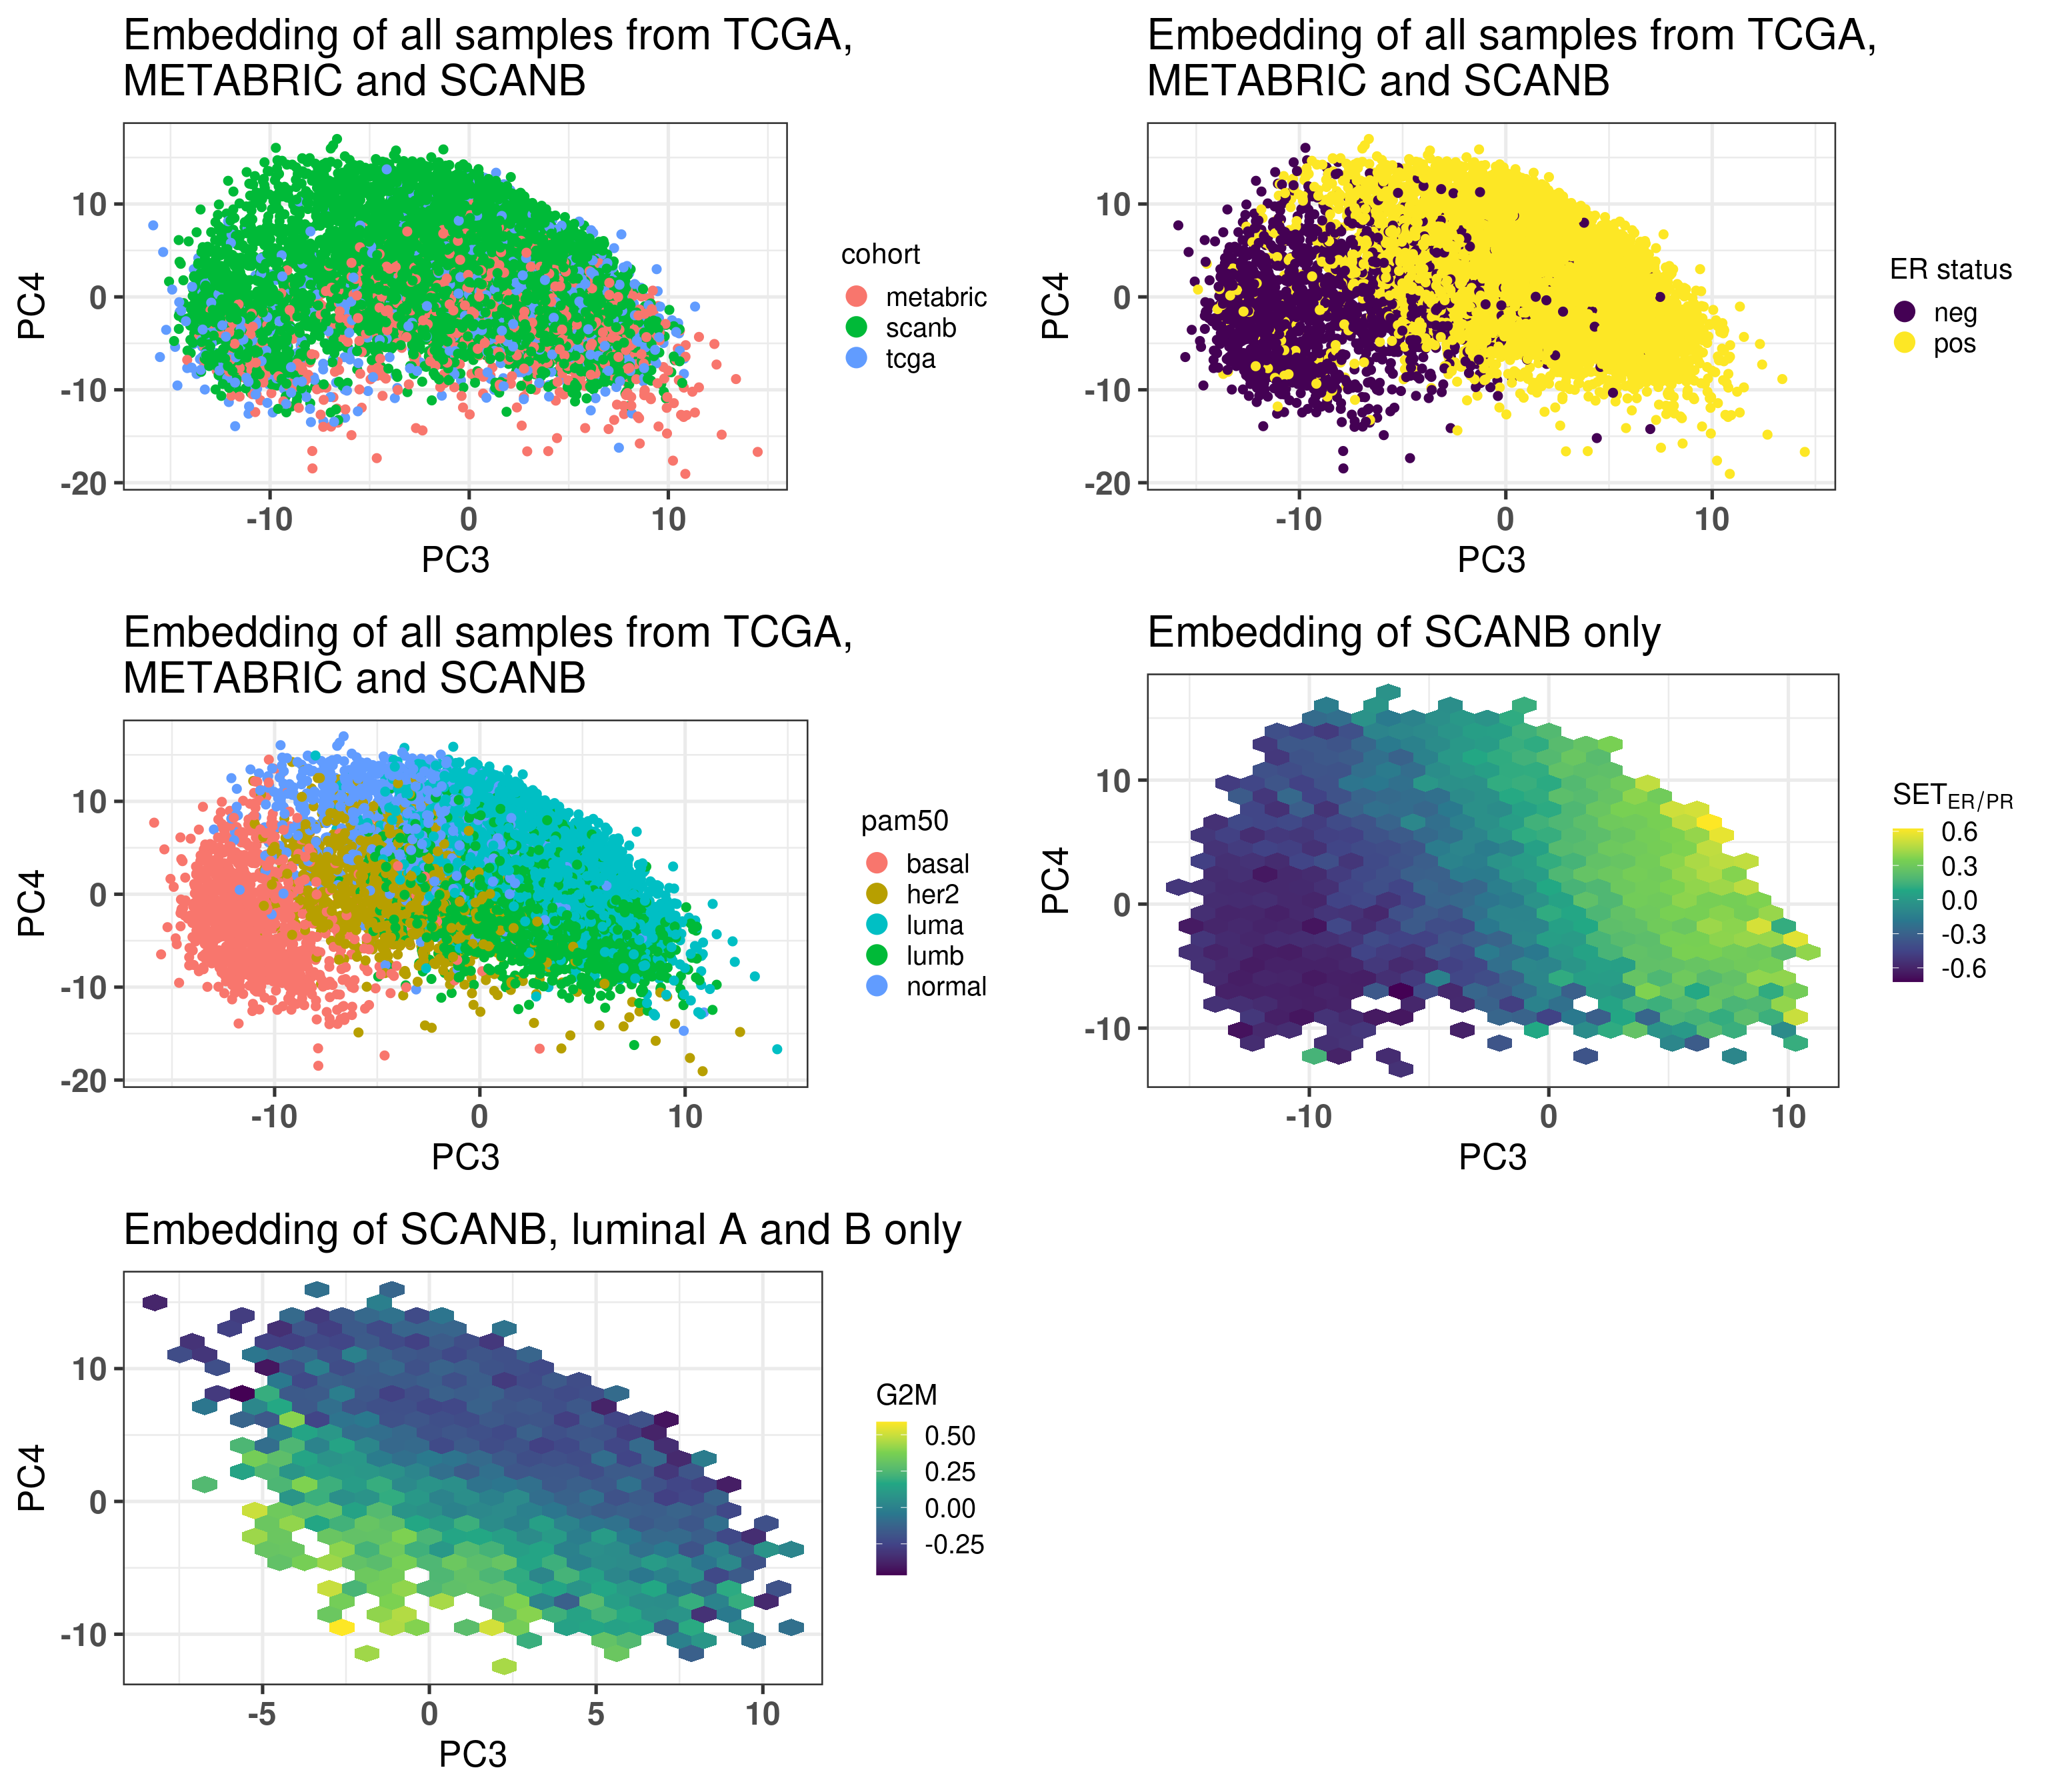 Embedding of all samples from TCGA,
METABRIC and SCANB
10
0
-10
-20
PC4
-10 0 10
PC3
cohort
metabric
scanb
tcga
Embedding of all samples from TCGA,
METABRIC and SCANB
10
0
-10
-20
PC4
-10 0 10
PC3
ER status
neg
pos
Embedding of all samples from TCGA,
METABRIC and SCANB
10
0
-10
-20
PC4
-10 0 10
PC3
pam50
basal
her2
luma
lumb
normal
Embedding of SCANB only
10
0
-10
PC4
-10 0 10
PC3
SETER/PR
0.6
0.3
0.0
-0.3
-0.6
Embedding of SCANB, luminal A and B only
10
0
-10
PC4
-5 0 5 10
PC3
G2M
0.50
0.25
0.00
-0.25